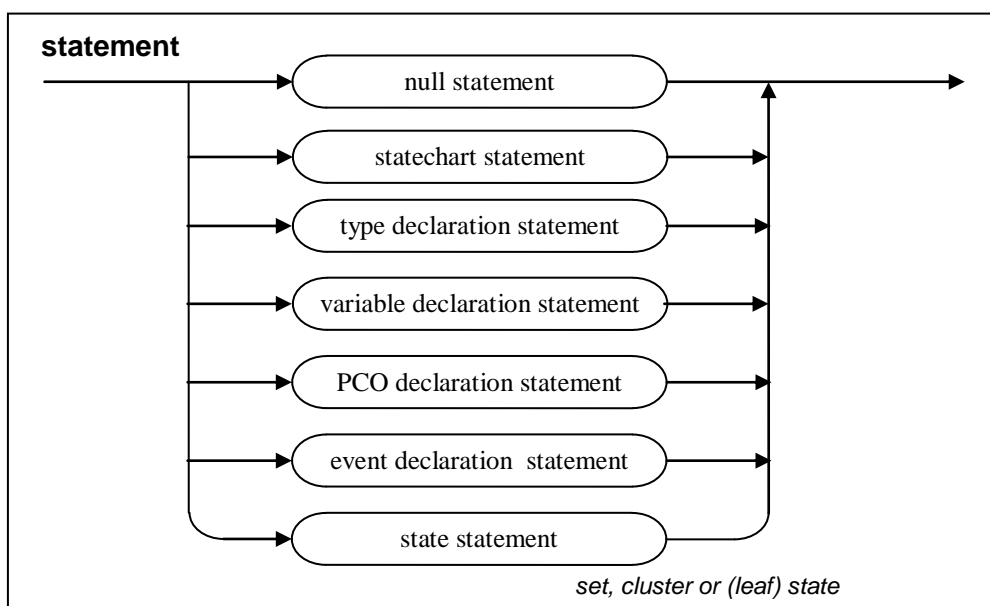 statement
null statement
statechart statement
type declaration statement
variable declaration statement
PCO declaration statement
event declaration  statement
state statement
set, cluster or (leaf) state